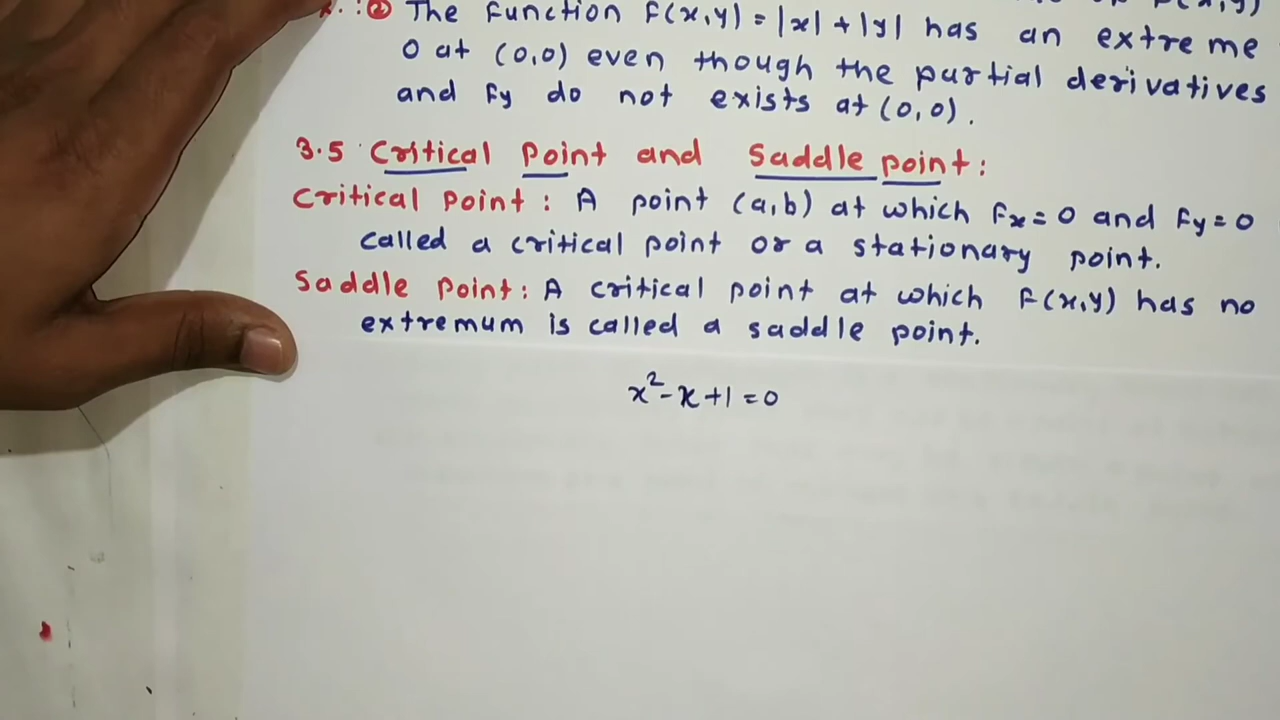 ② The function f(x,y) = |x| + |y| has an extreme
0 at (0,0) even though the partial derivatives
and fy do not exists at (0,0).
3.5 Critical Point and Saddle point:
Critical Point: A point (a,b) at which fx=0 and fy=0
called a critical point or a stationary point.
Saddle Point: A critical point at which f(x,y) has no
extremum is called a saddle point.
x²-x+1=0